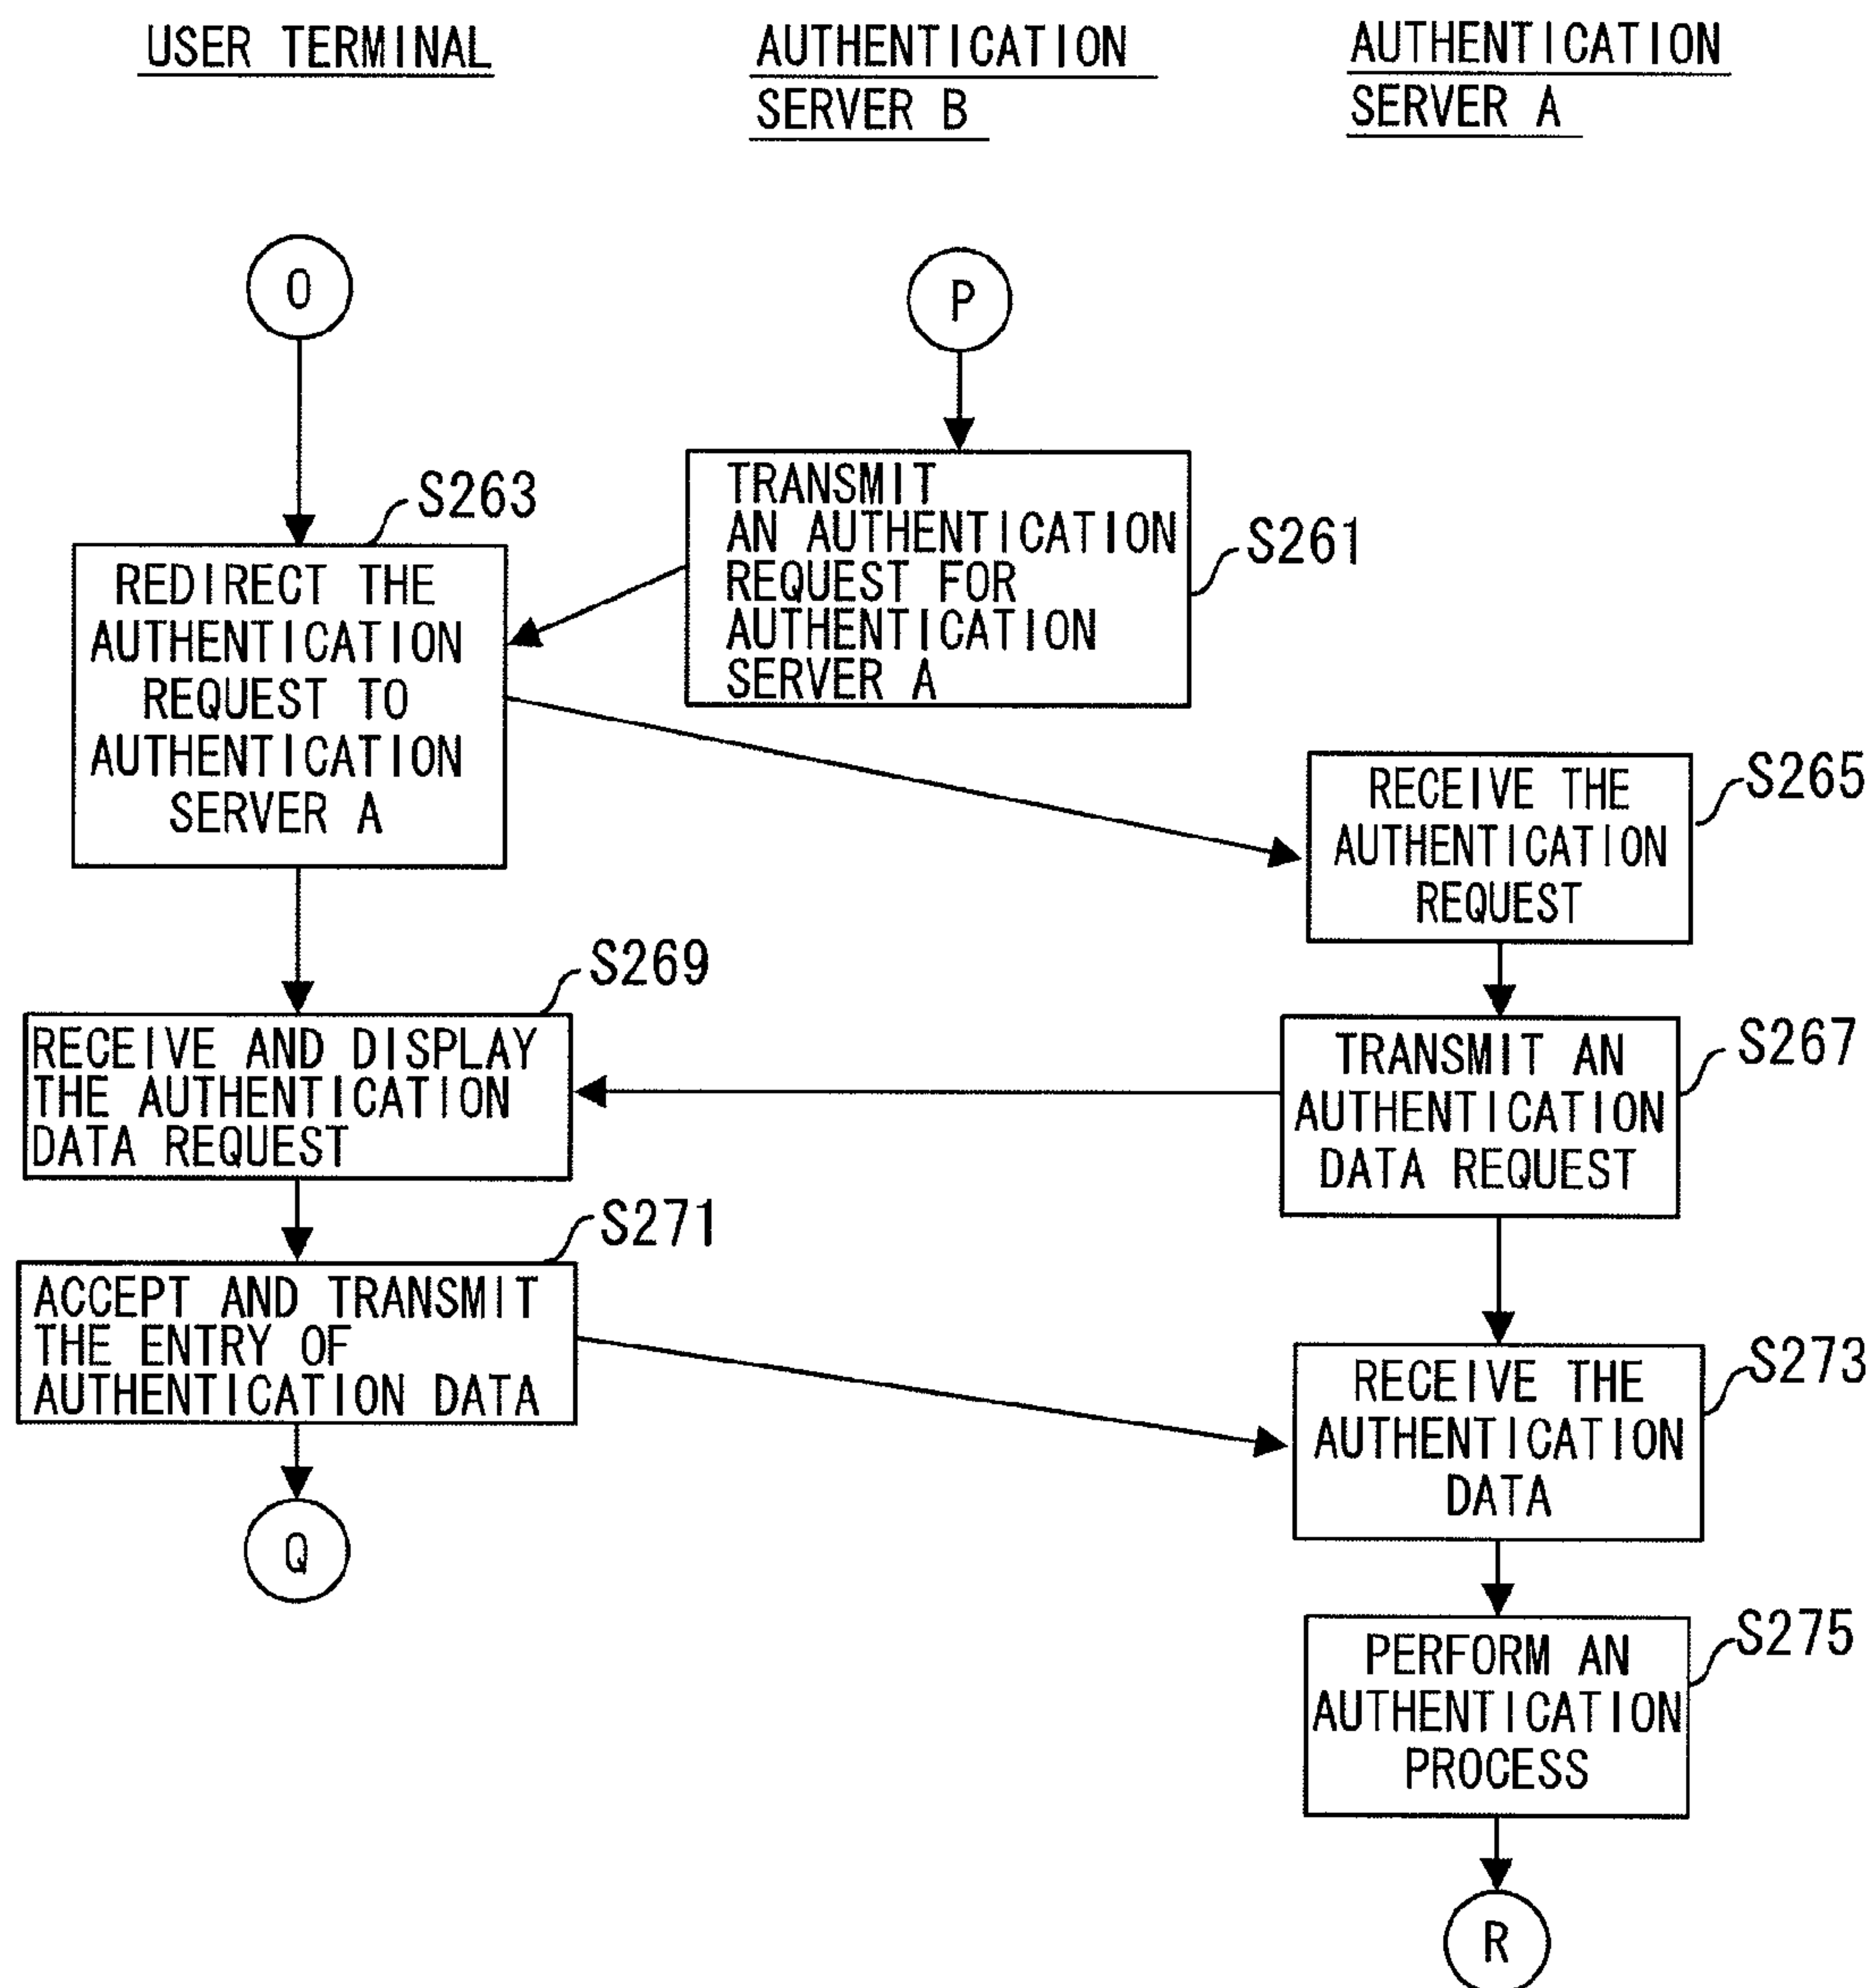 USER TERMINAL
AUTHENTICATION
SERVER B
AUTHENTICATION
SERVER A
O
P
S263
REDIRECT THE
AUTHENTICATION
REQUEST TO
AUTHENTICATION
SERVER A
TRANSMIT
AN AUTHENTICATION
REQUEST FOR
AUTHENTICATION
SERVER A
S261
RECEIVE THE
AUTHENTICATION
REQUEST
S265
S269
RECEIVE AND DISPLAY
THE AUTHENTICATION
DATA REQUEST
TRANSMIT AN
AUTHENTICATION
DATA REQUEST
S267
S271
ACCEPT AND TRANSMIT
THE ENTRY OF
AUTHENTICATION DATA
RECEIVE THE
AUTHENTICATION
DATA
S273
Q
PERFORM AN
AUTHENTICATION
PROCESS
S275
R